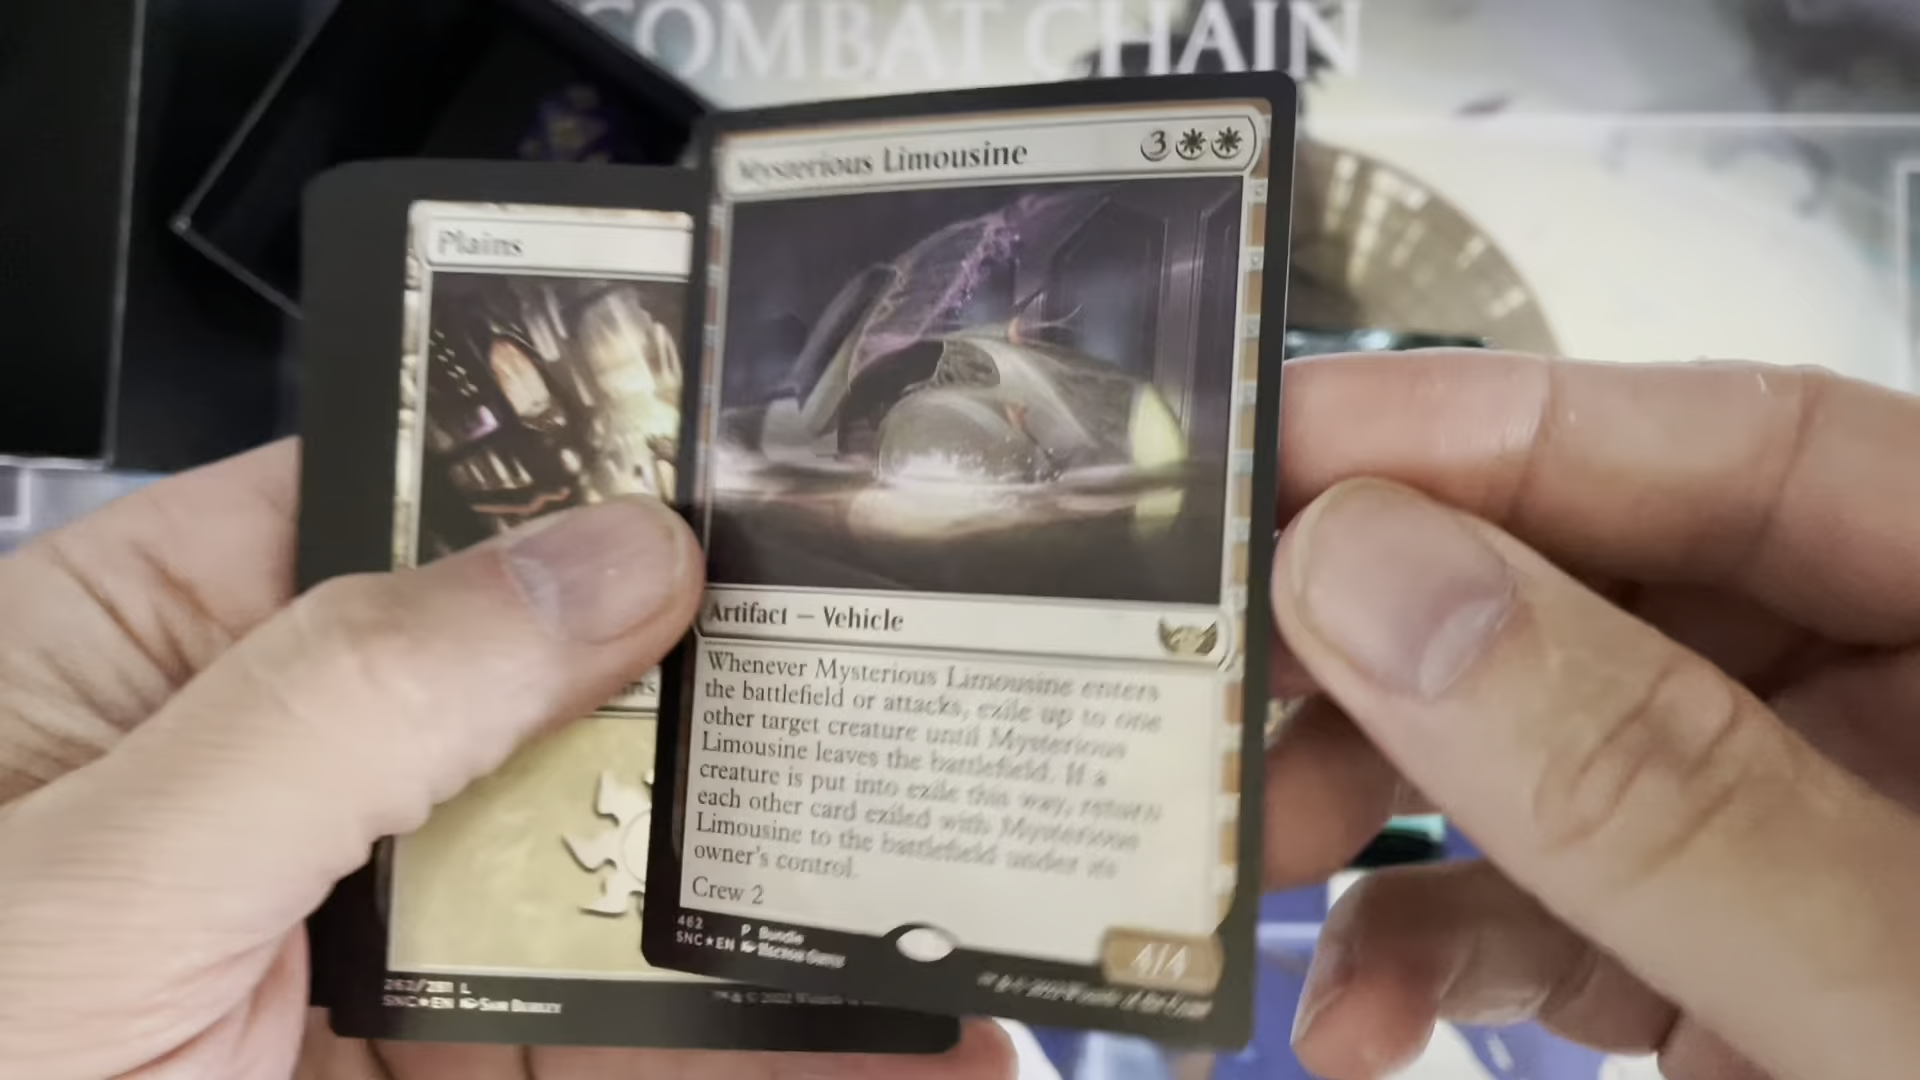 COMBAT CHAIN
Mysterious Limousine 3
Plains
Artifact — Vehicle
Whenever Mysterious Limousine enters
the battlefield or attacks, exile up to one
other target creature until Mysterious
Limousine leaves the battlefield. If a
creature is put into exile this way, return
each other card exiled with Mysterious
Limousine to the battlefield under its
owner's control.
Crew 2
4/4
462 P Bundle
SNC★EN
262/281 L
SNC★EN